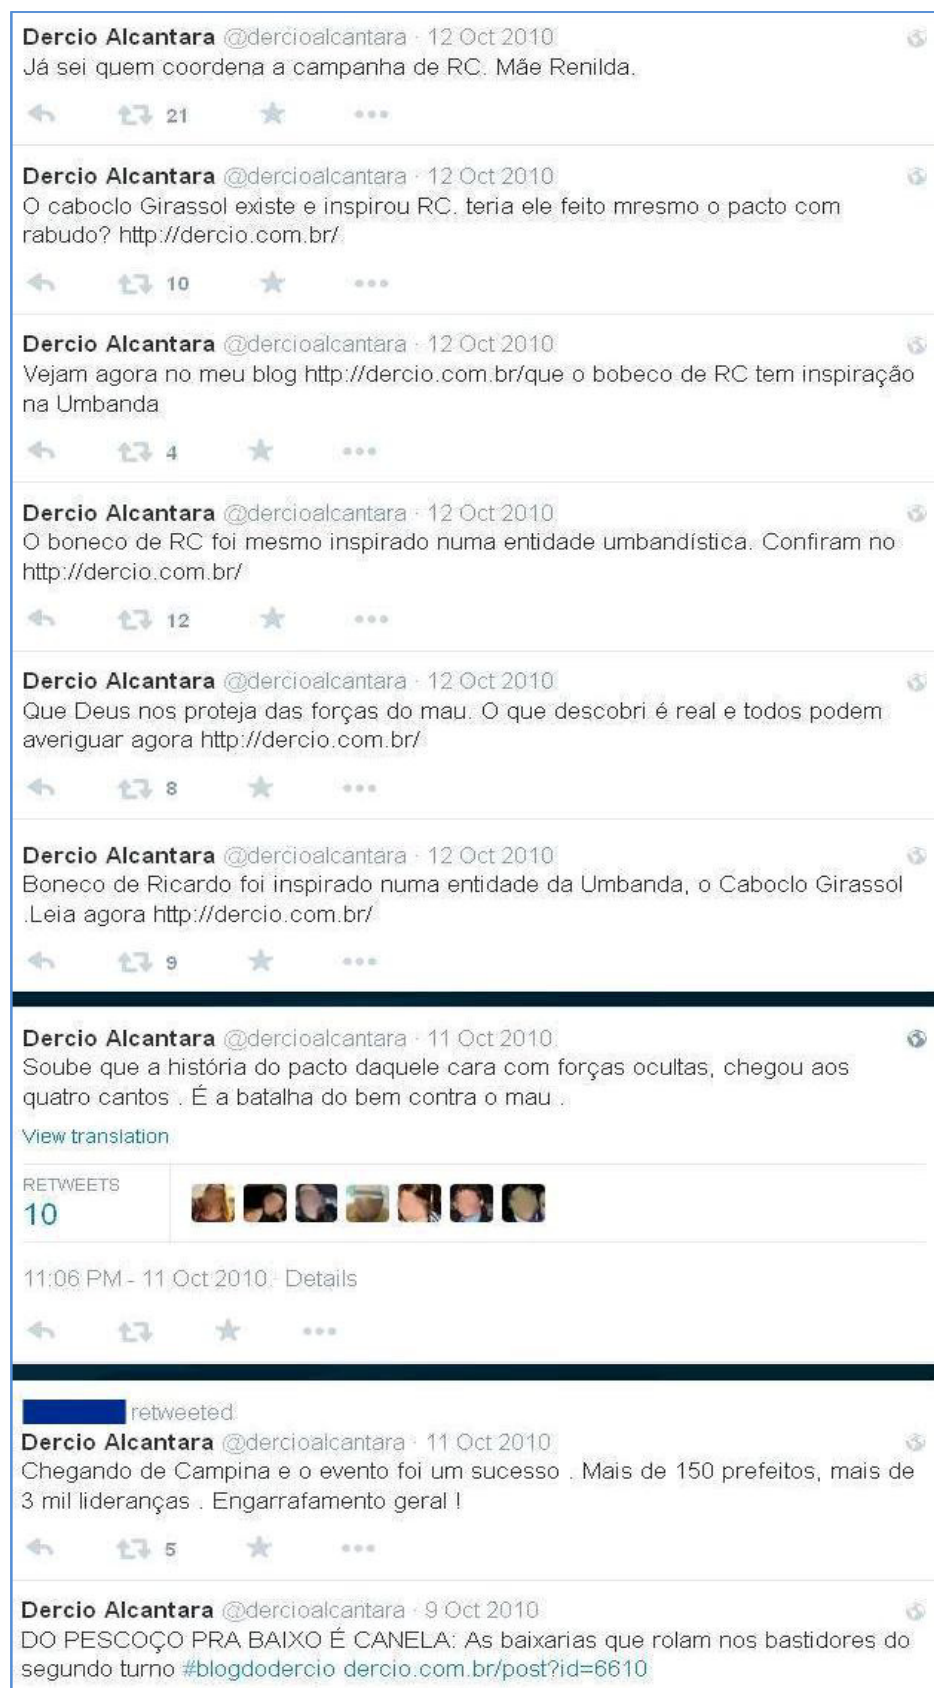 Dercio Alcantara @dercioalcantara · 12 Oct 2010
Já sei quem coordena a campanha de RC. Mãe Renilda.
21
Dercio Alcantara @dercioalcantara · 12 Oct 2010
O caboclo Girassol existe e inspirou RC. teria ele feito mresmo o pacto com
rabudo? http://dercio.com.br/
10
Dercio Alcantara @dercioalcantara · 12 Oct 2010
Vejam agora no meu blog http://dercio.com.br/que o bobeco de RC tem inspiração
na Umbanda
4
Dercio Alcantara @dercioalcantara · 12 Oct 2010
O boneco de RC foi mesmo inspirado numa entidade umbandística. Confiram no
http://dercio.com.br/
12
Dercio Alcantara @dercioalcantara · 12 Oct 2010
Que Deus nos proteja das forças do mau. O que descobri é real e todos podem
averiguar agora http://dercio.com.br/
8
Dercio Alcantara @dercioalcantara · 12 Oct 2010
Boneco de Ricardo foi inspirado numa entidade da Umbanda, o Caboclo Girassol
.Leia agora http://dercio.com.br/
9
Dercio Alcantara @dercioalcantara · 11 Oct 2010
Soube que a história do pacto daquele cara com forças ocultas, chegou aos
quatro cantos . É a batalha do bem contra o mau .
View translation
RETWEETS
10
11:06 PM - 11 Oct 2010 · Details
retweeted
Dercio Alcantara @dercioalcantara · 11 Oct 2010
Chegando de Campina e o evento foi um sucesso . Mais de 150 prefeitos, mais de
3 mil lideranças . Engarrafamento geral !
5
Dercio Alcantara @dercioalcantara · 9 Oct 2010
DO PESCOÇO PRA BAIXO É CANELA: As baixarias que rolam nos bastidores do
segundo turno #blogdodercio dercio.com.br/post?id=6610